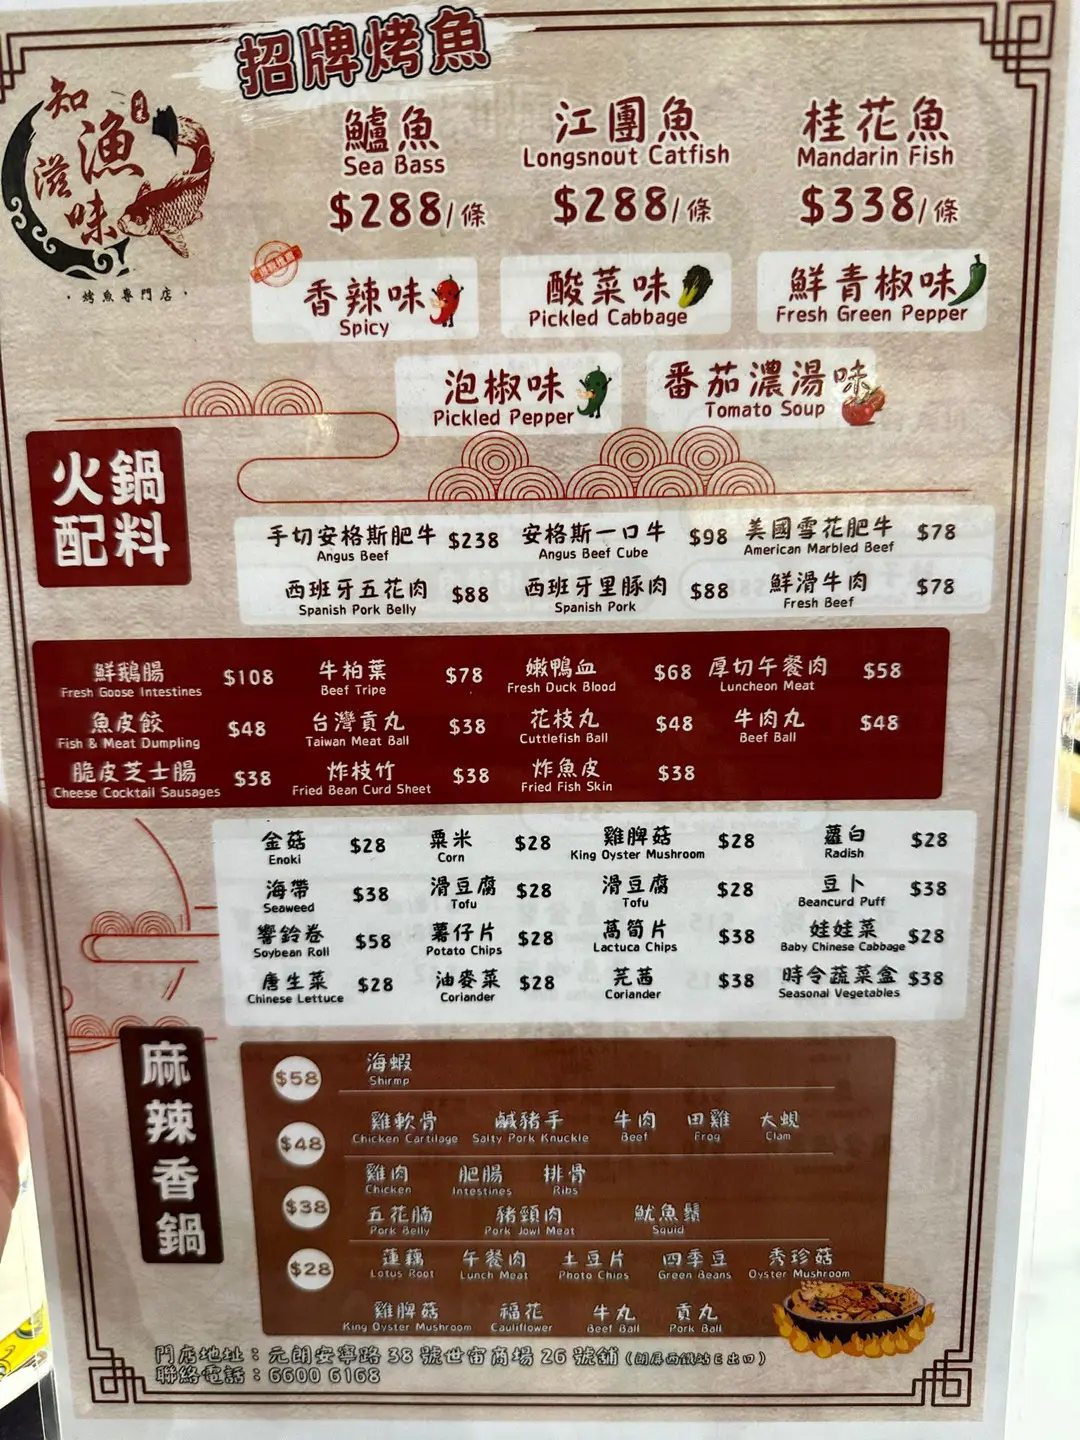 招牌烤魚
知漁滋味
·烤魚專門店·
鱸魚 江團魚 桂花魚
Sea Bass Longsnout Catfish Mandarin Fish
$288/條 $288/條 $338/條
香辣味 酸菜味 鮮青椒味
Spicy Pickled Cabbage Fresh Green Pepper
泡椒味 番茄濃湯味
Pickled Pepper Tomato Soup
火鍋
配料
手切安格斯肥牛 $238 安格斯一口牛 $98 美國雪花肥牛 $78
Angus Beef Angus Beef Cube American Marbled Beef
西班牙五花肉 $88 西班牙里豚肉 $88 鮮滑牛肉 $78
Spanish Pork Belly Spanish Pork Fresh Beef
鮮鵝腸 $108 牛柏葉 $78 嫩鴨血 $68 厚切午餐肉 $58
Fresh Goose Intestines Beef Tripe Fresh Duck Blood Luncheon Meat
魚皮餃 $48 台灣貢丸 $38 花枝丸 $48 牛肉丸 $48
Fish & Meat Dumpling Taiwan Meat Ball Cuttlefish Ball Beef Ball
脆皮芝士腸 $38 炸枝竹 $38 炸魚皮 $38
Cheese Cocktail Sausages Fried Bean Curd Sheet Fried Fish Skin
金菇 $28 粟米 $28 雞脾菇 $28 蘿白 $28
Enoki Corn King Oyster Mushroom Radish
海帶 $38 滑豆腐 $28 滑豆腐 $28 豆卜 $38
Seaweed Tofu Tofu Beancurd Puff
響鈴卷 $58 薯仔片 $28 萵筍片 $38 娃娃菜 $28
Soybean Roll Potato Chips Lactuca Chips Baby Chinese Cabbage
唐生菜 $28 油麥菜 $28 芫茜 $38 時令蔬菜盒 $38
Chinese Lettuce Coriander Coriander Seasonal Vegetables
麻辣香鍋
$58 海蝦
Shirmp
$48 雞軟骨 鹹豬手 牛肉 田雞 大蜆
Chicken Cartilage Salty Pork Knuckle Beef Frog Clam
$38 雞肉 肥腸 排骨
Chicken Intestines Ribs
五花腩 豬頸肉 魷魚鬚
Pork Belly Pork Jowl Meat Squid
$28 蓮藕 午餐肉 土豆片 四季豆 秀珍菇
Lotus Root Lunch Meat Photo Chips Green Beans Oyster Mushroom
雞脾菇 福花 牛丸 貢丸
King Oyster Mushroom Cauliflower Beef Ball Pork Ball
門店地址：元朗安寧路 38 號世宙商場 26 號舖（朗屏西鐵站 E 出口）
聯絡電話：6600 6168